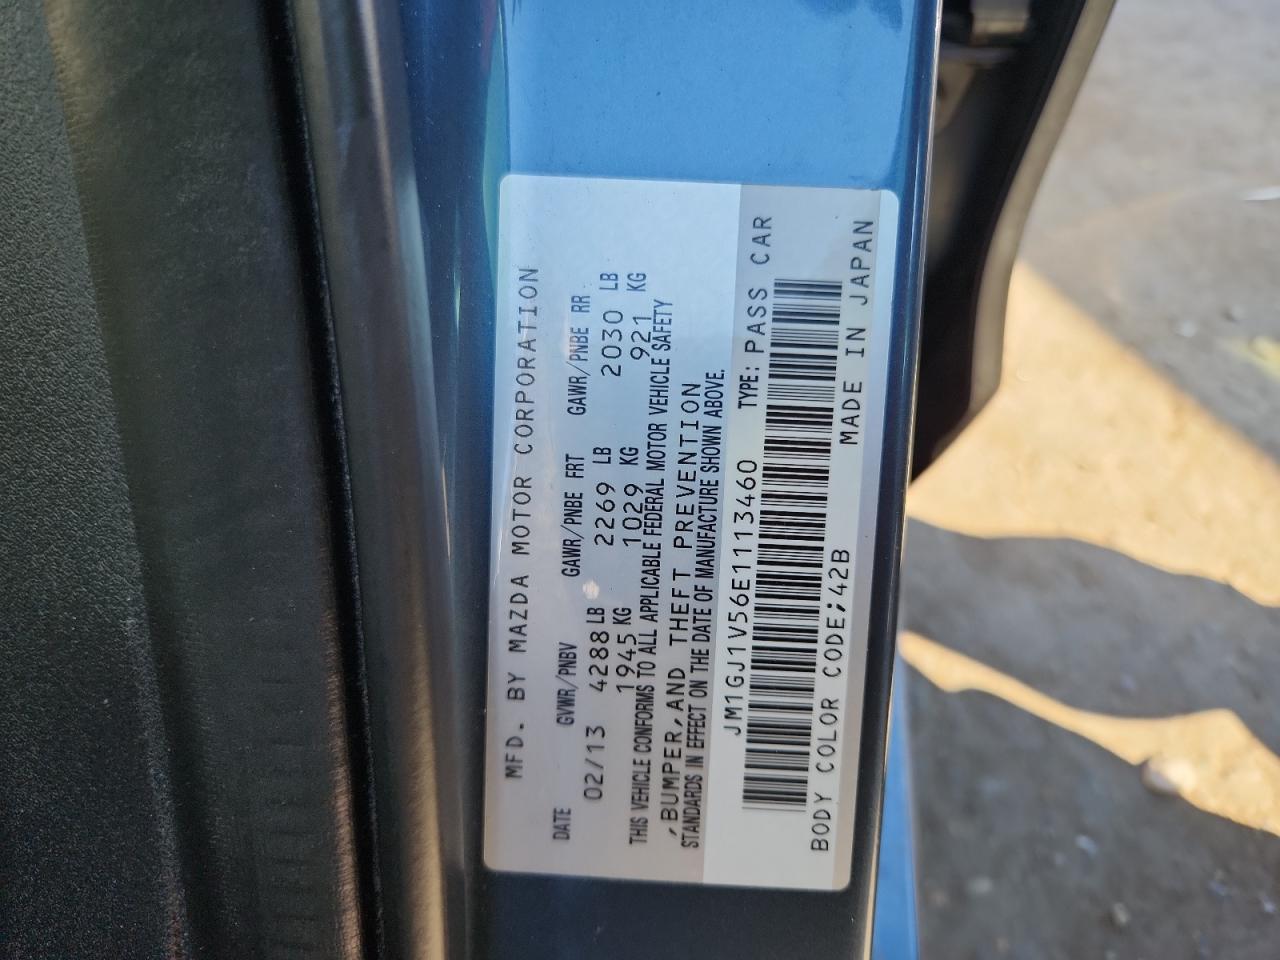 MFD. BY MAZDA MOTOR CORPORATION
DATE GVWR/PNBV GAWR/PNBE FRT GAWR/PNBE RR
02/13 4288 LB 2269 LB 2030 LB
1945 KG 1029 KG 921 KG
THIS VEHICLE CONFORMS TO ALL APPLICABLE FEDERAL MOTOR VEHICLE SAFETY
,BUMPER,AND THEFT PREVENTION
STANDARDS IN EFFECT ON THE DATE OF MANUFACTURE SHOWN ABOVE.
JM1GJ1V56E1113460 TYPE: PASS CAR
BODY COLOR CODE;42B MADE IN JAPAN